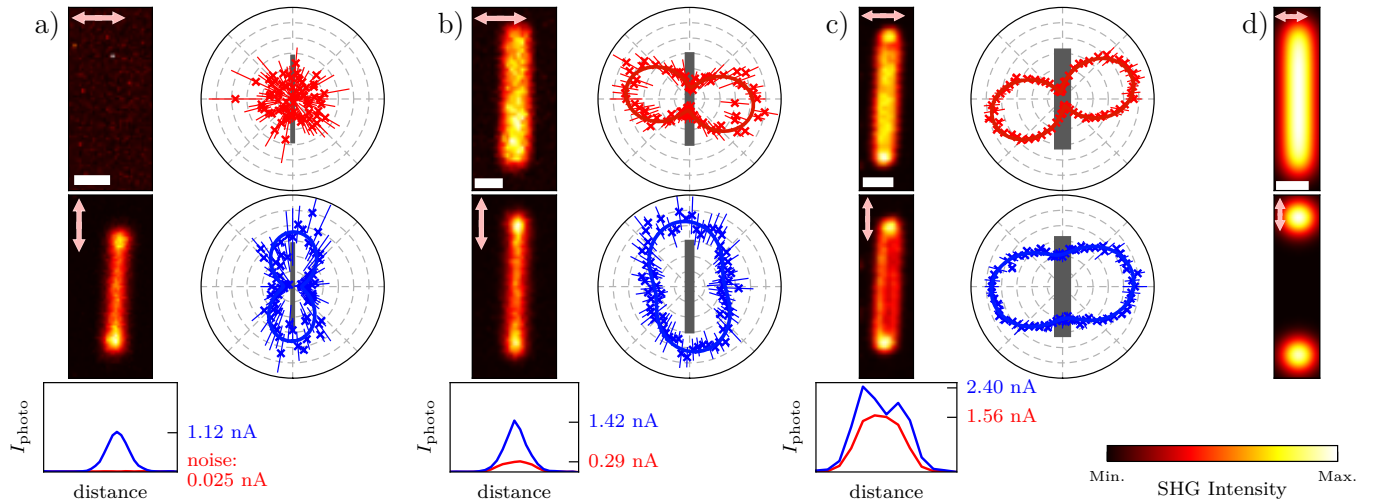 a)
b)
c)
d)
I_photo
1.12 nA
noise:
0.025 nA
distance
I_photo
1.42 nA
0.29 nA
distance
I_photo
2.40 nA
1.56 nA
distance
Min.
Max.
SHG Intensity